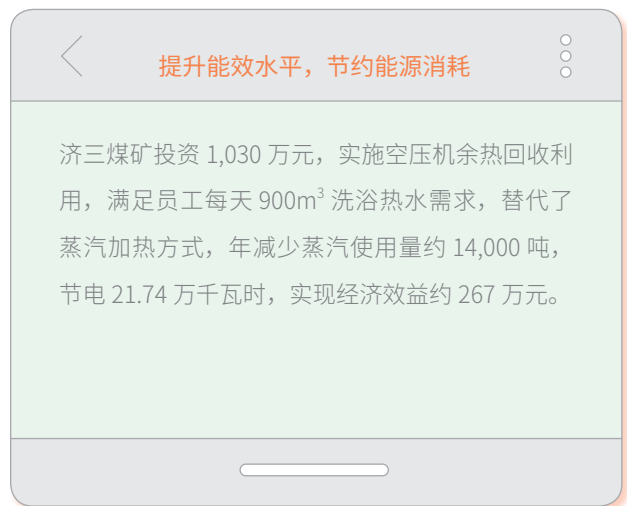 提升能效水平，节约能源消耗
济三煤矿投资 1,030 万元，实施空压机余热回收利
用，满足员工每天 900m³ 洗浴热水需求，替代了
蒸汽加热方式，年减少蒸汽使用量约 14,000 吨，
节电 21.74 万千瓦时，实现经济效益约 267 万元。